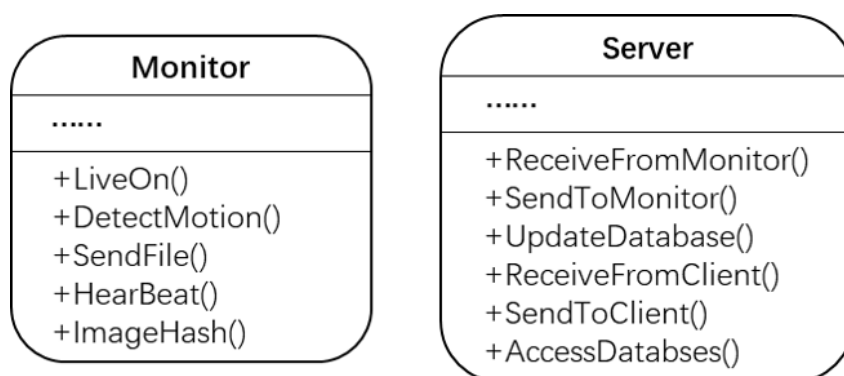 Monitor
......
+LiveOn()
+DetectMotion()
+SendFile()
+HearBeat()
+ImageHash()
Server
......
+ReceiveFromMonitor()
+SendToMonitor()
+UpdateDatabase()
+ReceiveFromClient()
+SendToClient()
+AccessDatabses()